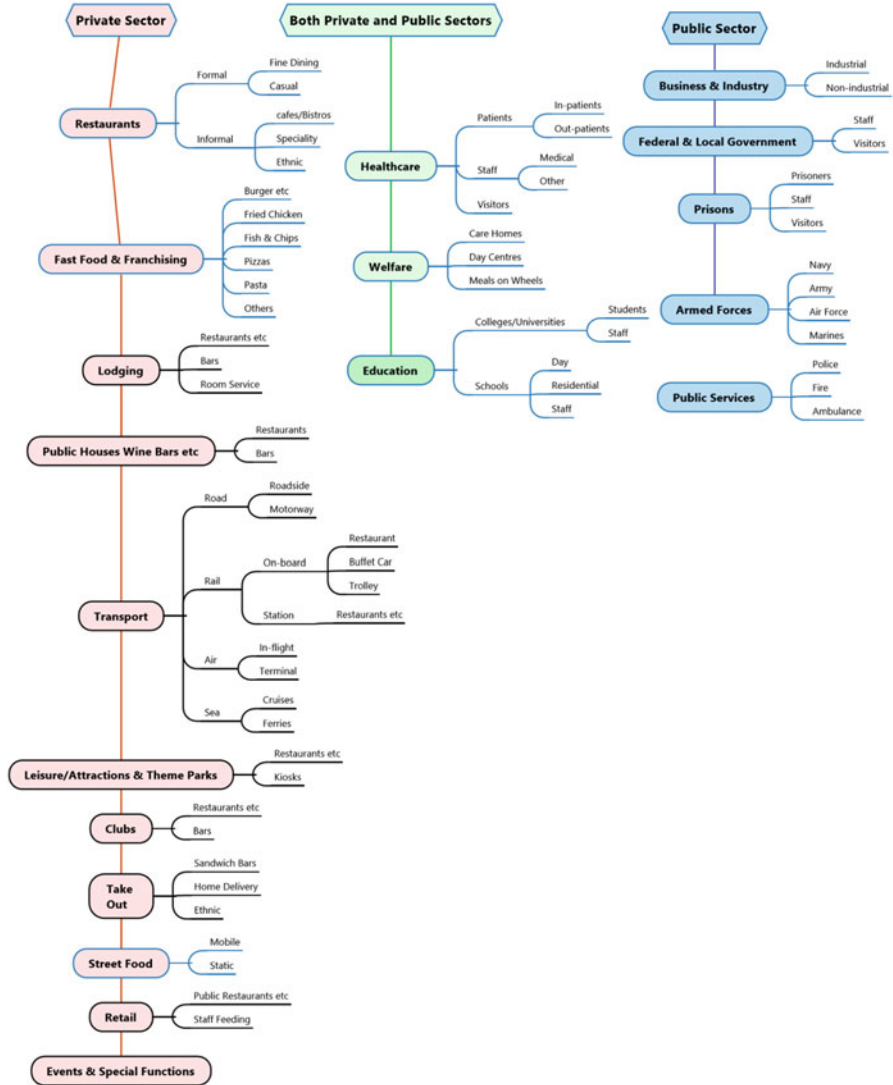 Private Sector
Restaurants
Formal
Fine Dining
Casual
Informal
cafes/Bistros
Speciality
Ethnic
Fast Food & Franchising
Burger etc
Fried Chicken
Fish & Chips
Pizzas
Pasta
Others
Lodging
Restaurants etc
Bars
Room Service
Public Houses Wine Bars etc
Restaurants
Bars
Transport
Road
Roadside
Motorway
Rail
On-board
Restaurant
Buffet Car
Trolley
Station
Restaurants etc
Air
In-flight
Terminal
Sea
Cruises
Ferries
Leisure/Attractions & Theme Parks
Restaurants etc
Kiosks
Clubs
Restaurants etc
Bars
Take
Out
Sandwich Bars
Home Delivery
Ethnic
Street Food
Mobile
Static
Retail
Public Restaurants etc
Staff Feeding
Events & Special Functions
Both Private and Public Sectors
Healthcare
Patients
In-patients
Out-patients
Staff
Medical
Other
Visitors
Welfare
Care Homes
Day Centres
Meals on Wheels
Education
Colleges/Universities
Students
Staff
Schools
Day
Residential
Staff
Public Sector
Business & Industry
Industrial
Non-industrial
Federal & Local Government
Staff
Visitors
Prisons
Prisoners
Staff
Visitors
Armed Forces
Navy
Army
Air Force
Marines
Public Services
Police
Fire
Ambulance